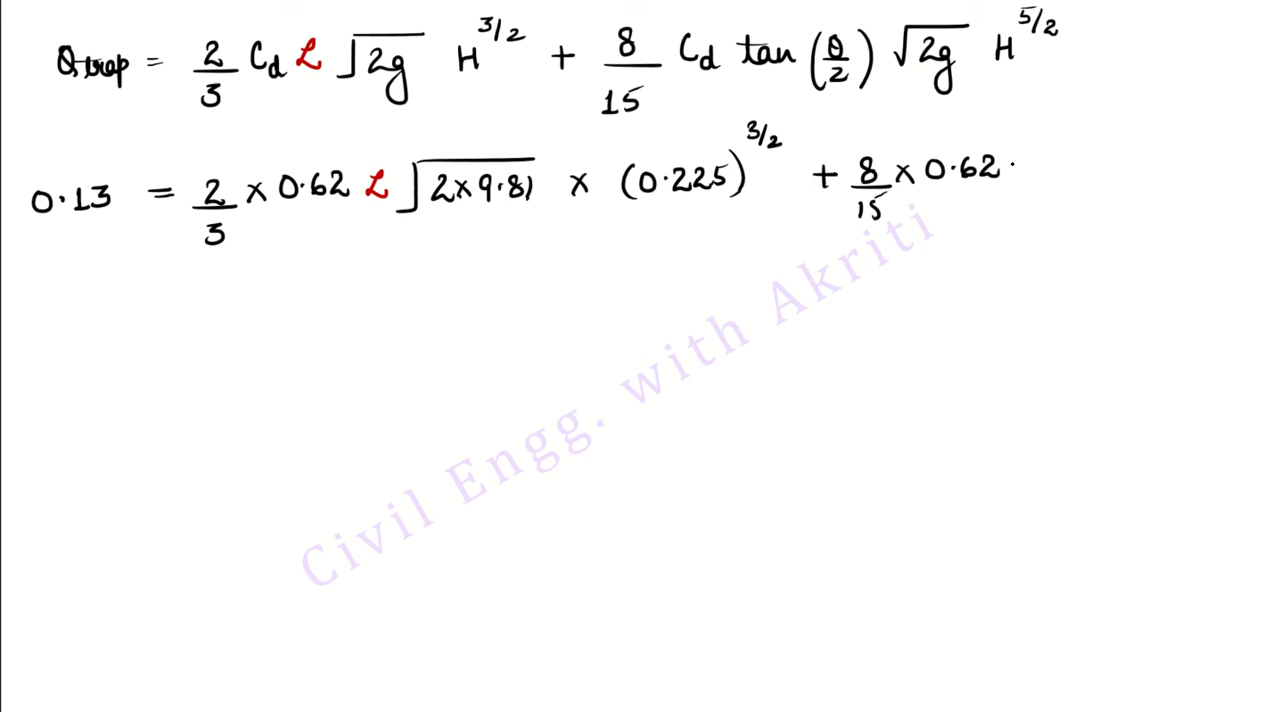 Qtrap = 2/3 Cd L √2g H^3/2 + 8/15 Cd tan (θ/2) √2g H^5/2
0.13 = 2/3 × 0.62 L √2×9.81 × (0.225)^3/2 + 8/15 × 0.62
Civil Engg. with Akriti